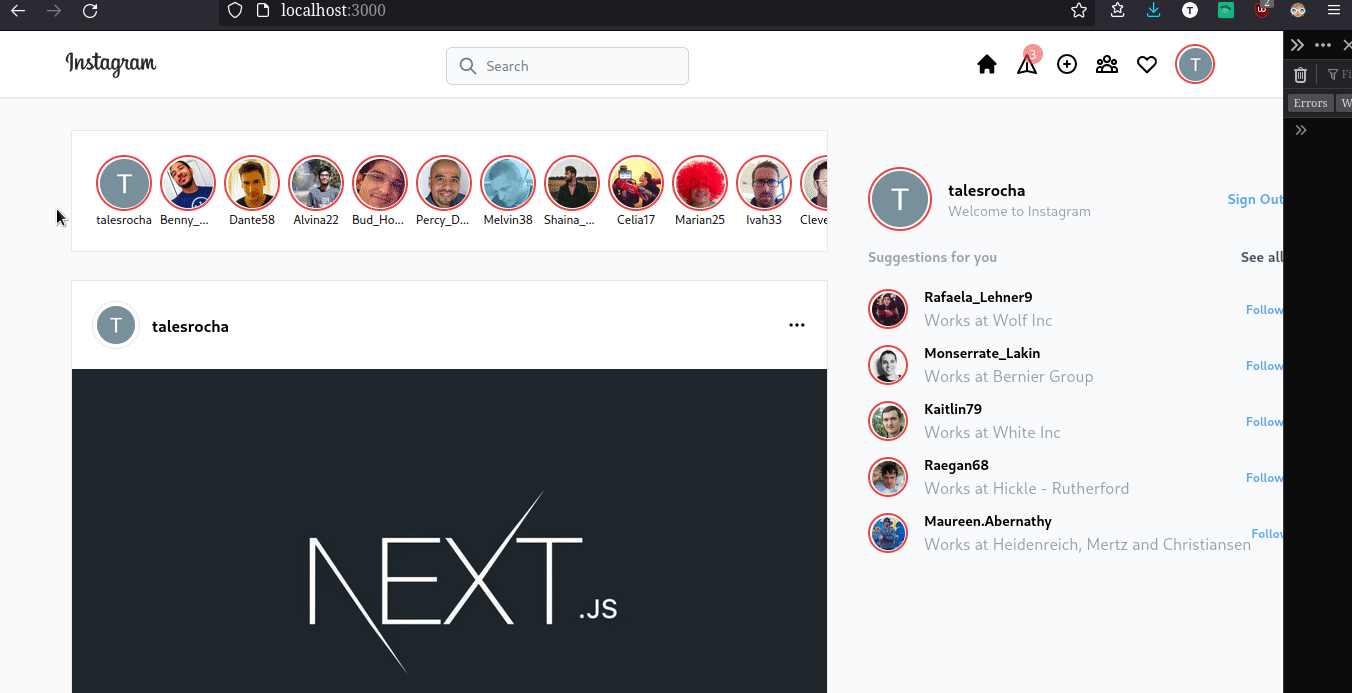 localhost:3000
2
T
Instagram
Search
3
T
Errors
T
talesrocha
Benny_...
Dante58
Alvina22
Bud_Ho...
Percy_D...
Melvin38
Shaina_...
Celia17
Marian25
Ivah33
Cleve
T
talesrocha
Welcome to Instagram
Sign Out
Suggestions for you
See all
Rafaela_Lehner9
Works at Wolf Inc
Follow
Monserrate_Lakin
Works at Bernier Group
Follow
Kaitlin79
Works at White Inc
Follow
Raegan68
Works at Hickle - Rutherford
Follow
Maureen.Abernathy
Works at Heidenreich, Mertz and Christiansen
Follow
T
talesrocha
NEXT.JS